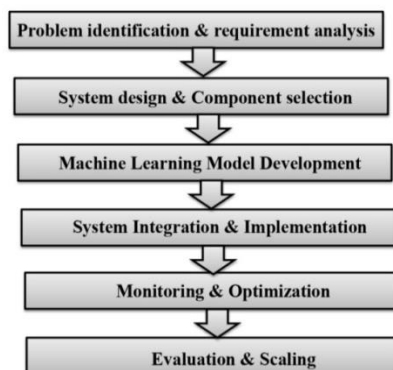 Problem identification & requirement analysis
System design & Component selection
Machine Learning Model Development
System Integration & Implementation
Monitoring & Optimization
Evaluation & Scaling